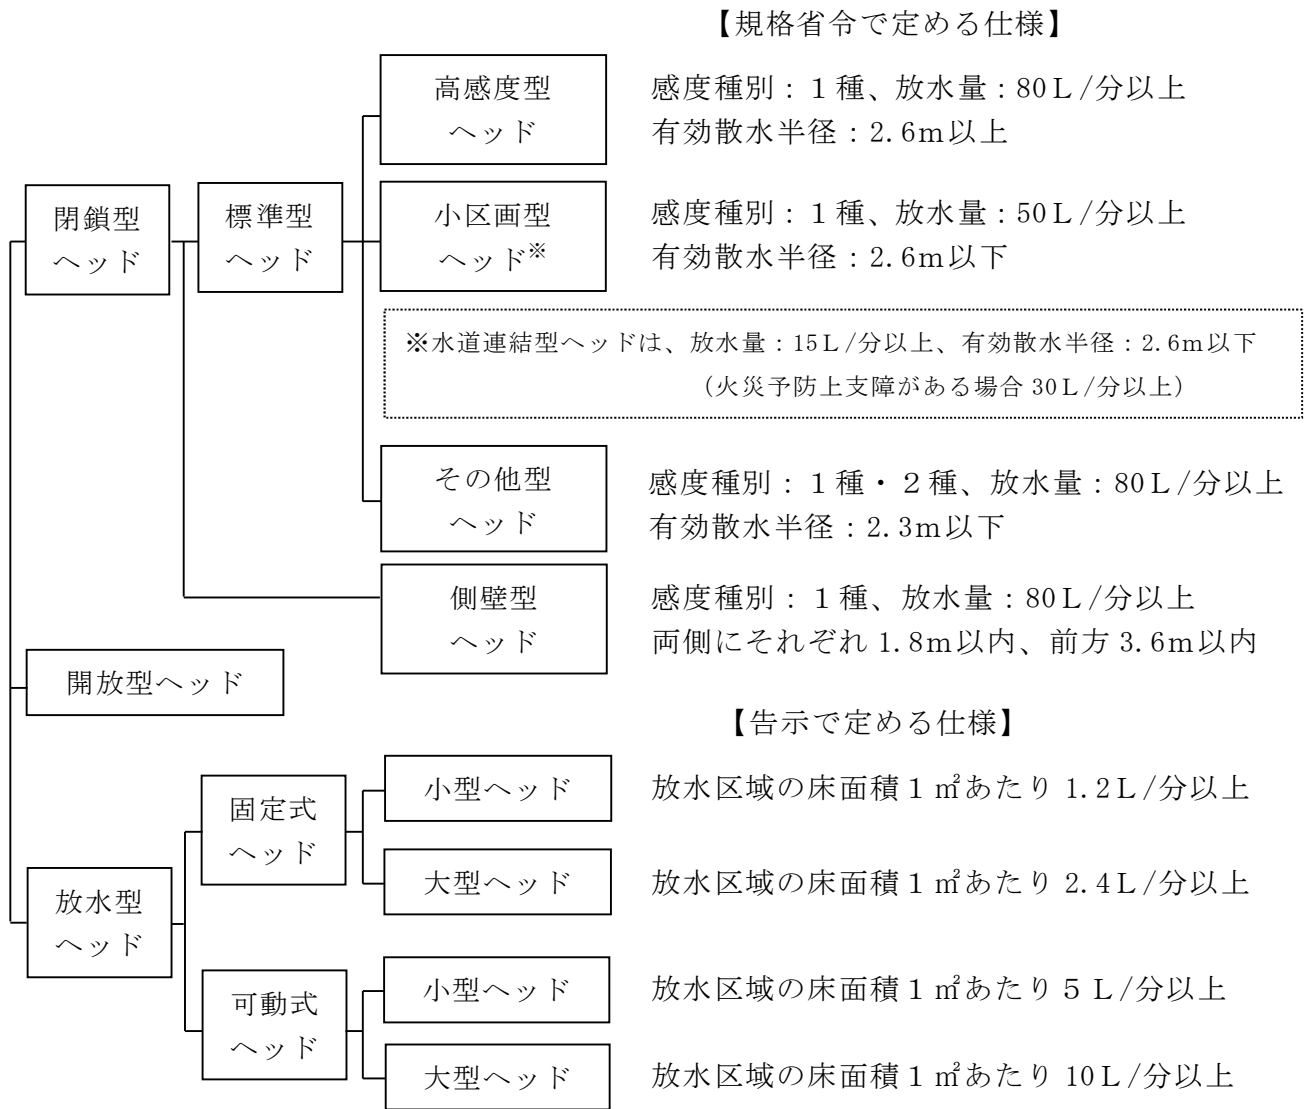 【規格省令で定める仕様】
高感度型
ヘッド
感度種別：１種、放水量：80Ｌ/分以上
有効散水半径：2.6m以上
閉鎖型
ヘッド
標準型
ヘッド
小区画型
ヘッド※
感度種別：１種、放水量：50Ｌ/分以上
有効散水半径：2.6m以下
※水道連結型ヘッドは、放水量：15Ｌ/分以上、有効散水半径：2.6m以下
（火災予防上支障がある場合 30Ｌ/分以上）
その他型
ヘッド
感度種別：１種・２種、放水量：80Ｌ/分以上
有効散水半径：2.3m以下
側壁型
ヘッド
感度種別：１種、放水量：80Ｌ/分以上
両側にそれぞれ 1.8m以内、前方 3.6m以内
開放型ヘッド
【告示で定める仕様】
固定式
ヘッド
小型ヘッド
放水区域の床面積１㎡あたり 1.2Ｌ/分以上
大型ヘッド
放水区域の床面積１㎡あたり 2.4Ｌ/分以上
放水型
ヘッド
可動式
ヘッド
小型ヘッド
放水区域の床面積１㎡あたり５Ｌ/分以上
大型ヘッド
放水区域の床面積１㎡あたり 10Ｌ/分以上